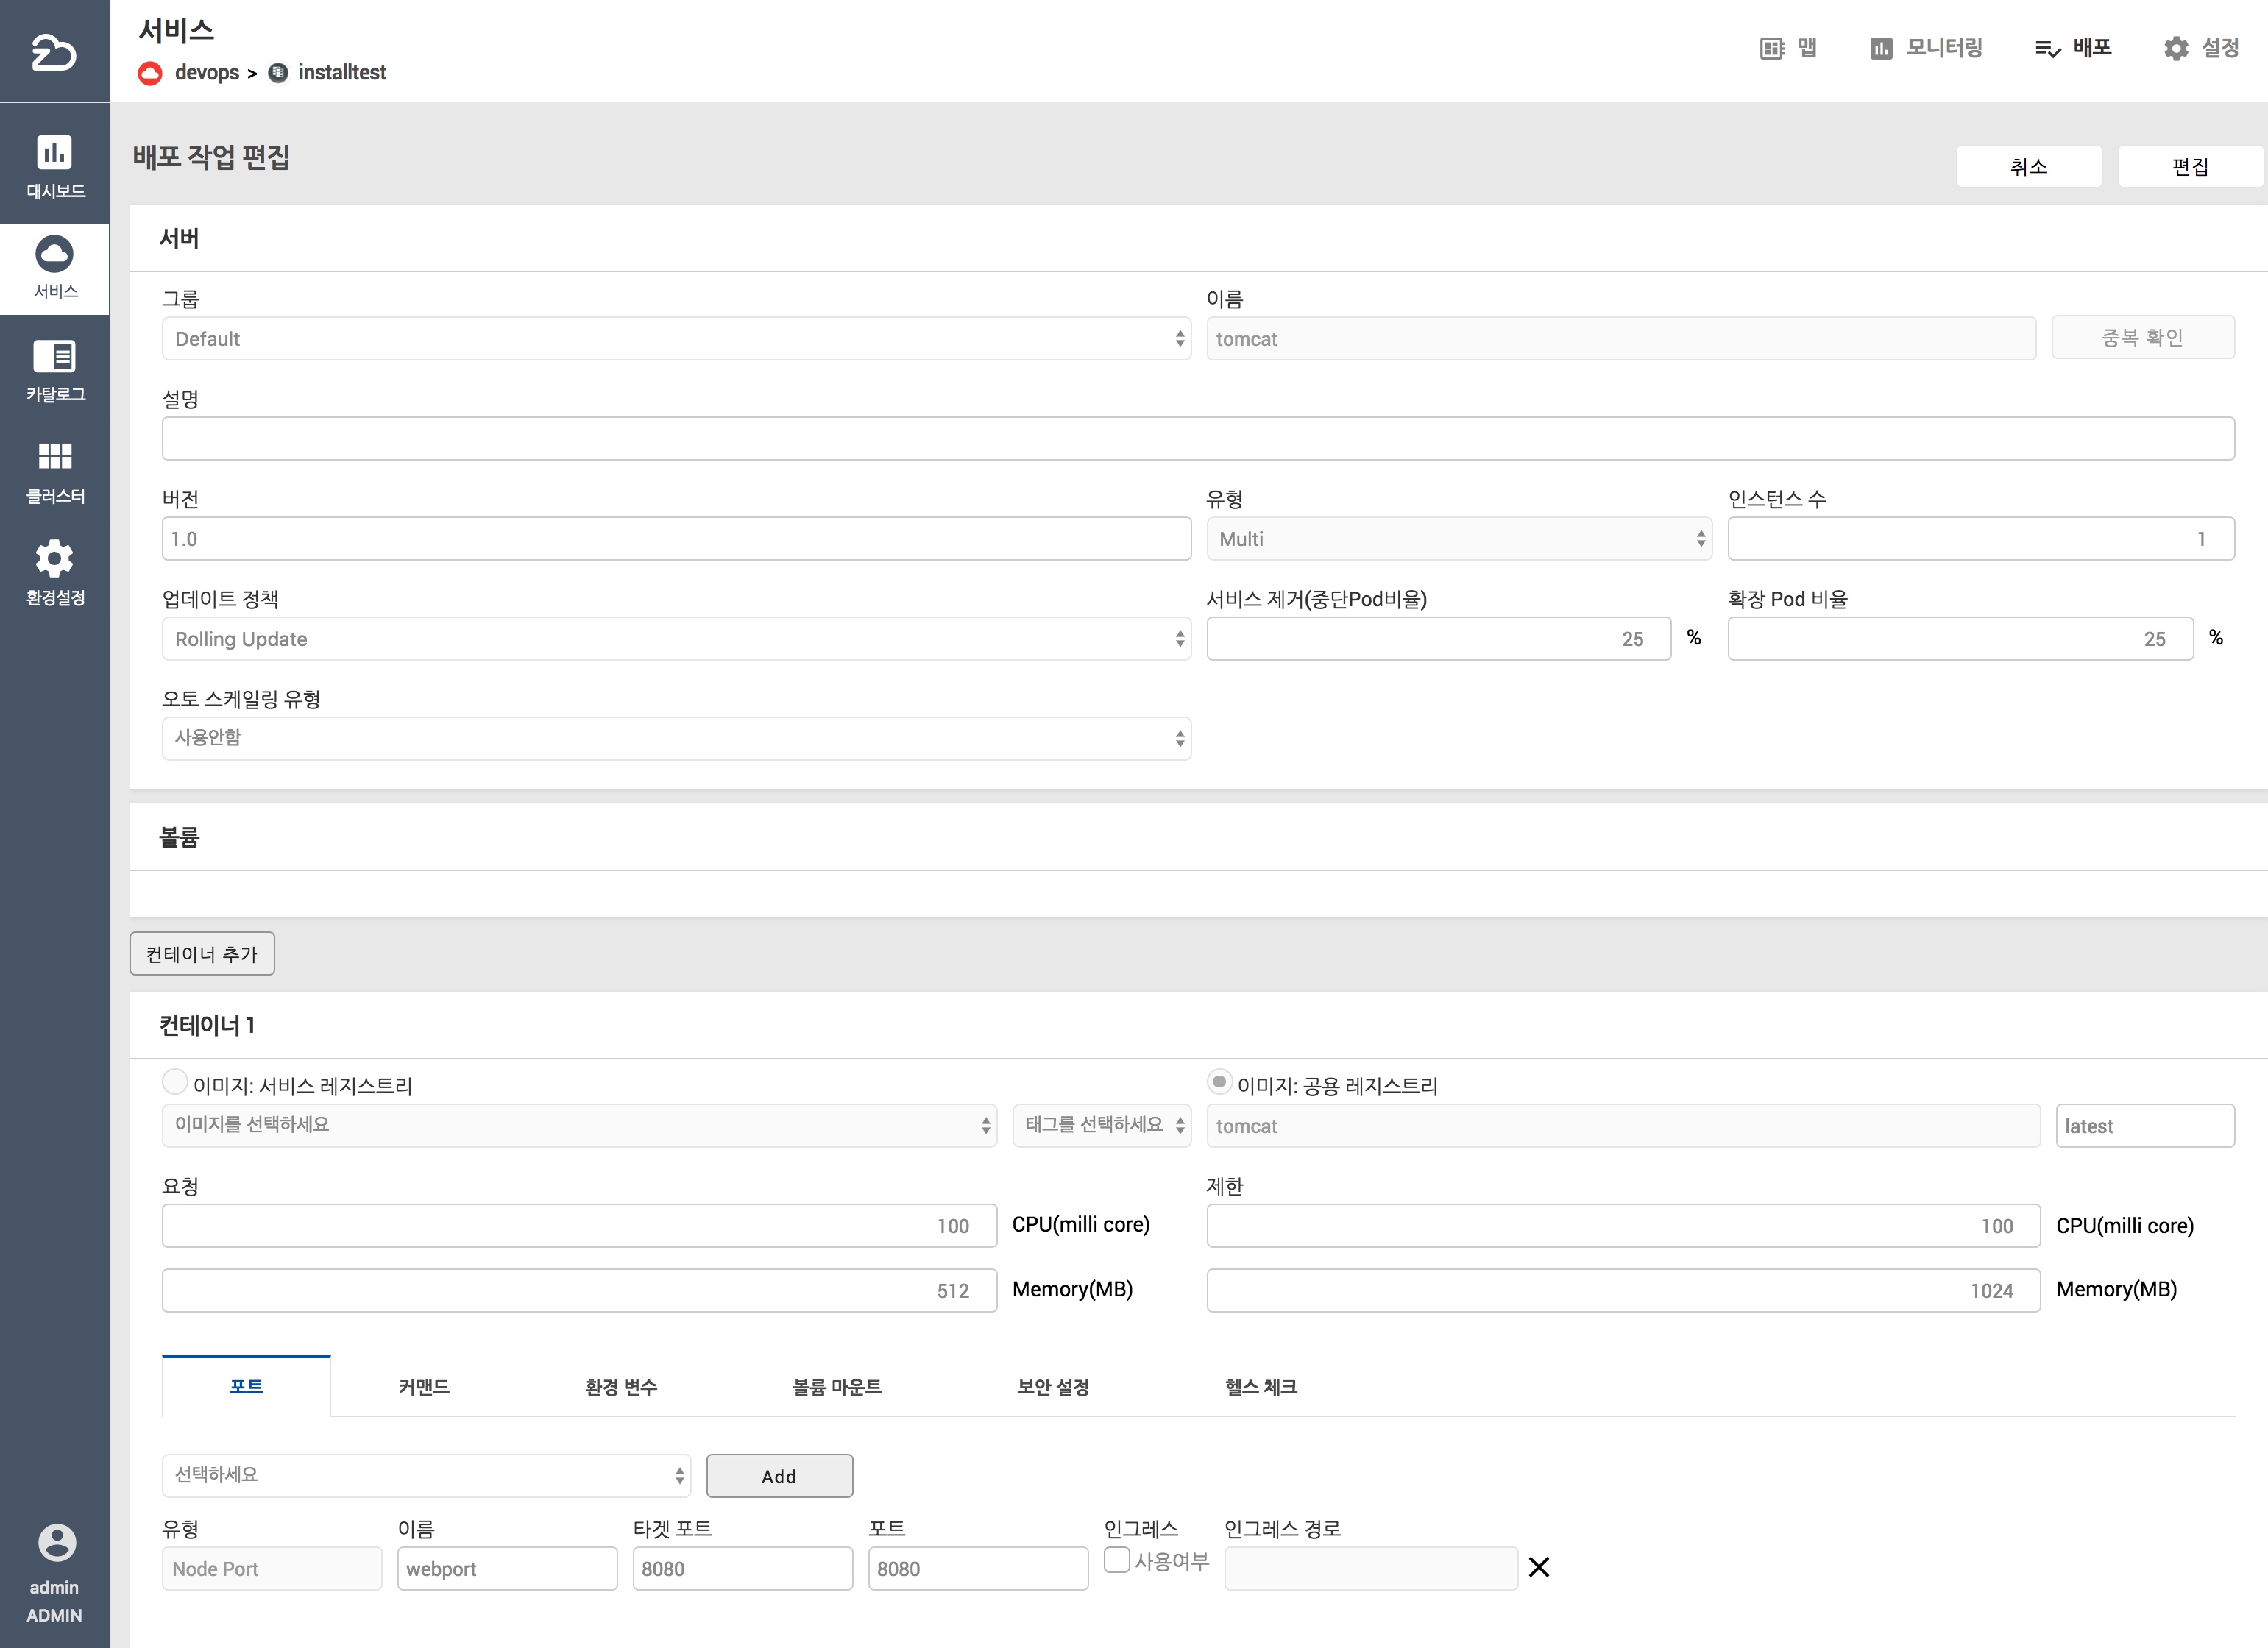 서비스
devops > installtest
맵
모니터링
배포
설정
대시보드
서비스
카탈로그
클러스터
환경설정
admin
ADMIN
배포 작업 편집
취소
편집
서버
그룹
이름
Default
tomcat
중복 확인
설명
버전
유형
인스턴스 수
1.0
Multi
1
업데이트 정책
서비스 제거(중단Pod비율)
확장 Pod 비율
Rolling Update
25 %
25 %
오토 스케일링 유형
사용안함
볼륨
컨테이너 추가
컨테이너 1
이미지: 서비스 레지스트리
이미지: 공용 레지스트리
이미지를 선택하세요
태그를 선택하세요
tomcat
latest
요청
제한
100 CPU(milli core)
100 CPU(milli core)
512 Memory(MB)
1024 Memory(MB)
포트
커맨드
환경 변수
볼륨 마운트
보안 설정
헬스 체크
선택하세요
Add
유형
이름
타겟 포트
포트
인그레스
인그레스 경로
Node Port
webport
8080
8080
사용여부